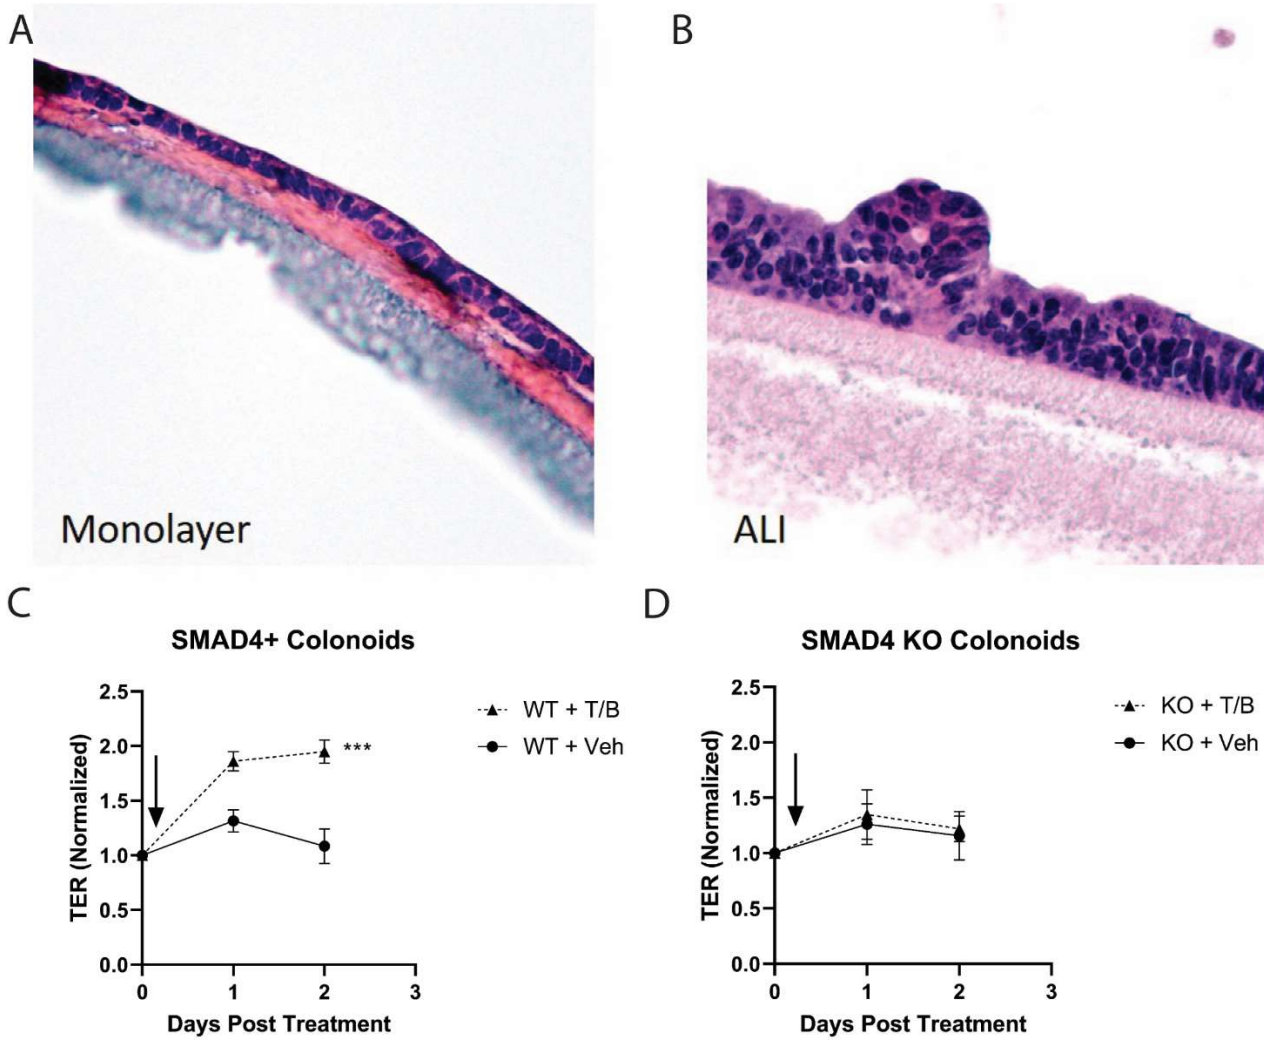 A
B
Monolayer
ALI
C
SMAD4+ Colonoids
2.5
2.0
1.5
1.0
0.5
0.0
TER (Normalized)
0 1 2 3
Days Post Treatment
***
WT + T/B
WT + Veh
D
SMAD4 KO Colonoids
2.5
2.0
1.5
1.0
0.5
0.0
TER (Normalized)
0 1 2 3
Days Post Treatment
KO + T/B
KO + Veh